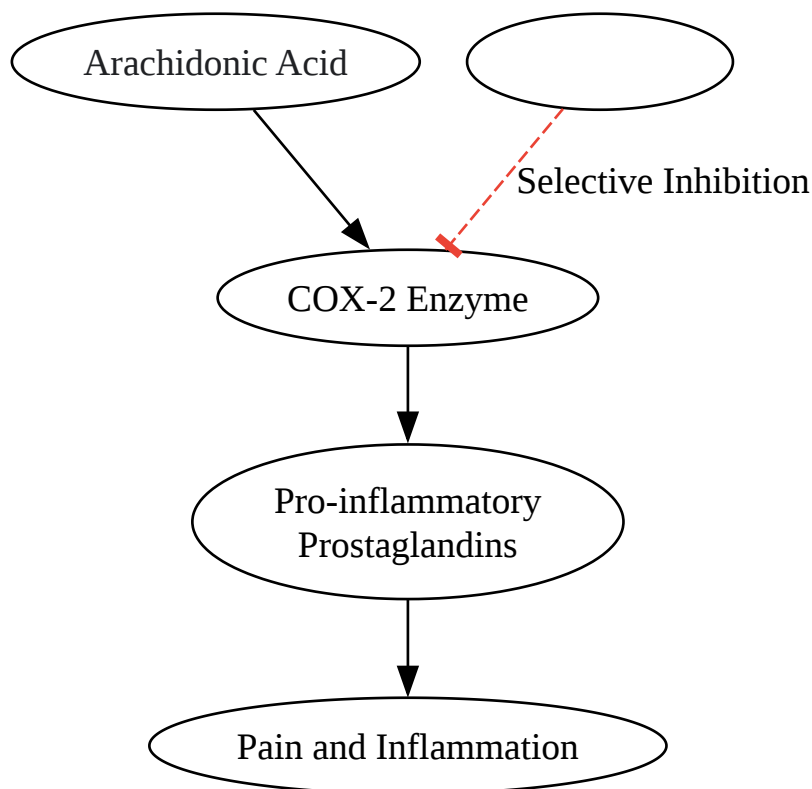 Arachidonic Acid
Selective Inhibition
COX-2 Enzyme
Pro-inflammatory
Prostaglandins
Pain and Inflammation